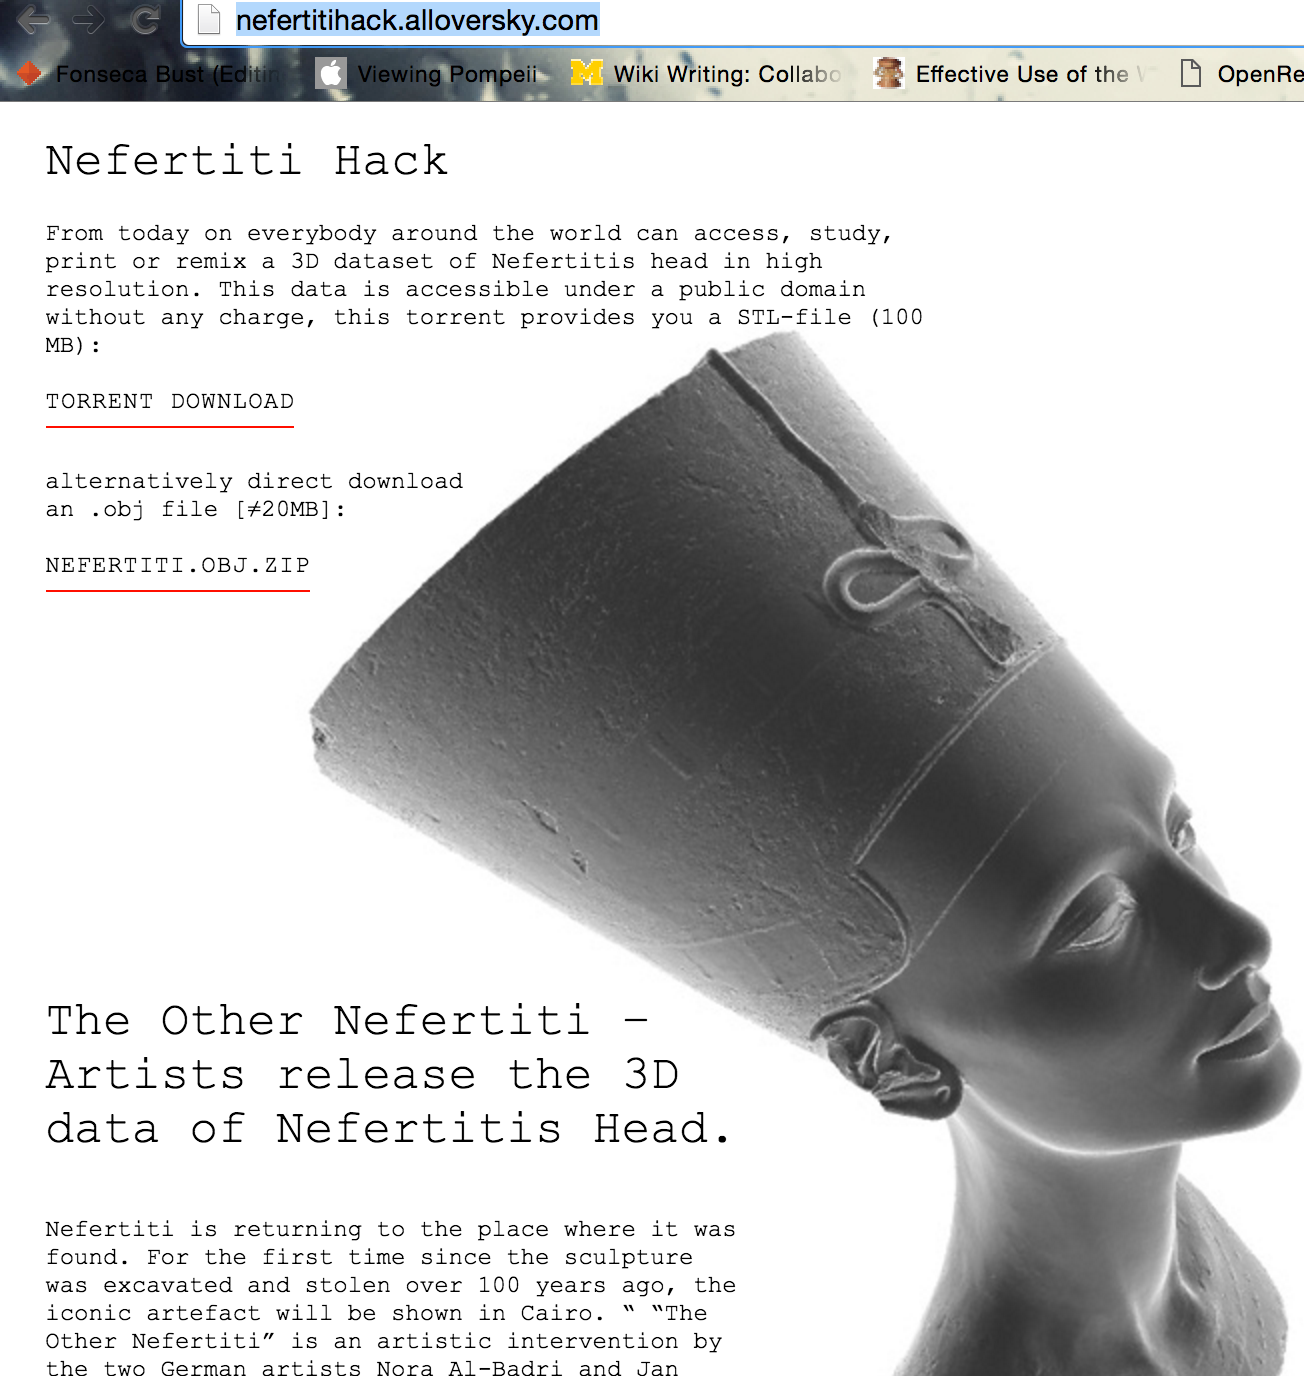 nefertitihack.alloversky.com
Fonseca Bust (Editin
Viewing Pompeii
M Wiki Writing: Collabo
Effective Use of the
OpenRe
Nefertiti Hack
From today on everybody around the world can access, study,
print or remix a 3D dataset of Nefertitis head in high
resolution. This data is accessible under a public domain
without any charge, this torrent provides you a STL-file (100
MB):
TORRENT DOWNLOAD
alternatively direct download
an .obj file [≠20MB]:
NEFERTITI.OBJ.ZIP
The Other Nefertiti –
Artists release the 3D
data of Nefertitis Head.
Nefertiti is returning to the place where it was
found. For the first time since the sculpture
was excavated and stolen over 100 years ago, the
iconic artefact will be shown in Cairo. “ “The
Other Nefertiti” is an artistic intervention by
the two German artists Nora Al-Badri and Jan